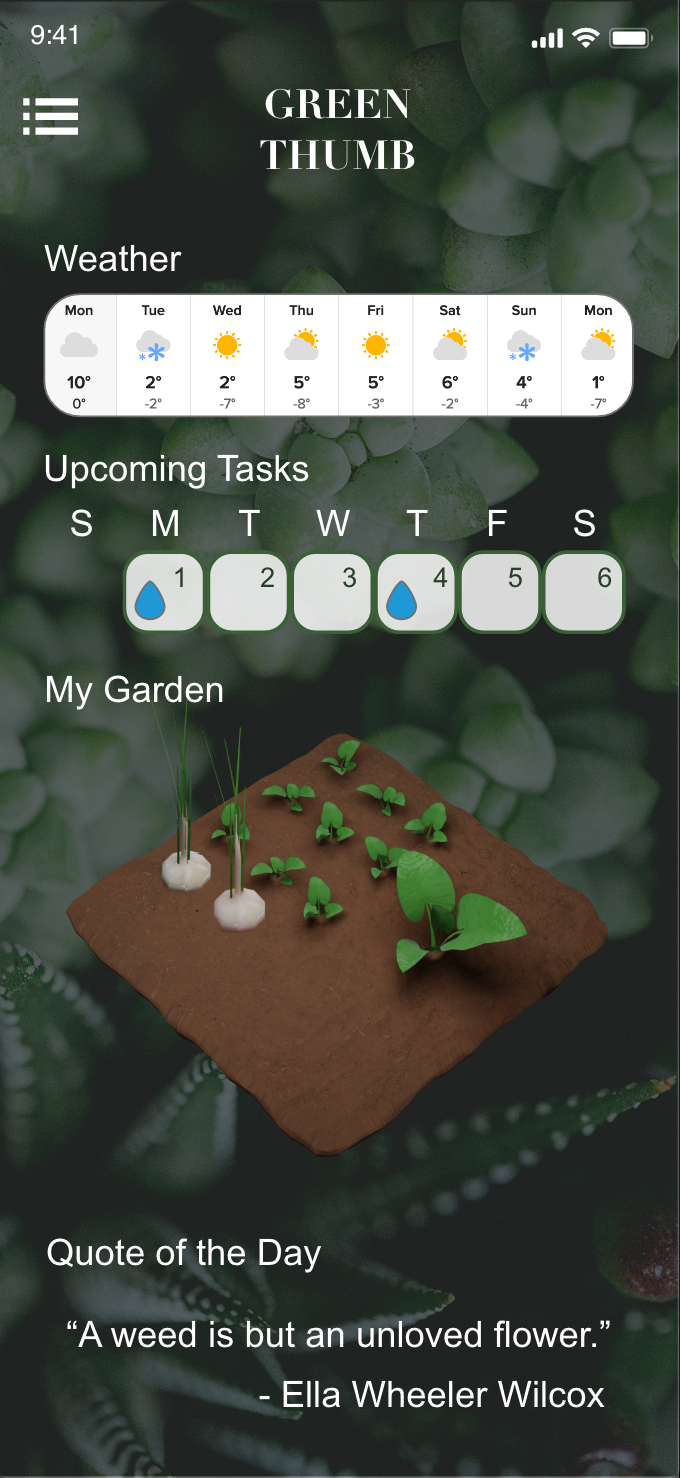 9:41
GREEN
THUMB
Weather
Mon Tue Wed Thu Fri Sat Sun Mon
10° 2° 2° 5° 5° 6° 4° 1°
0° -2° -7° -8° -3° -2° -4° -7°
Upcoming Tasks
S M T W T F S
1 2 3 4 5 6
My Garden
Quote of the Day
“A weed is but an unloved flower.”
- Ella Wheeler Wilcox